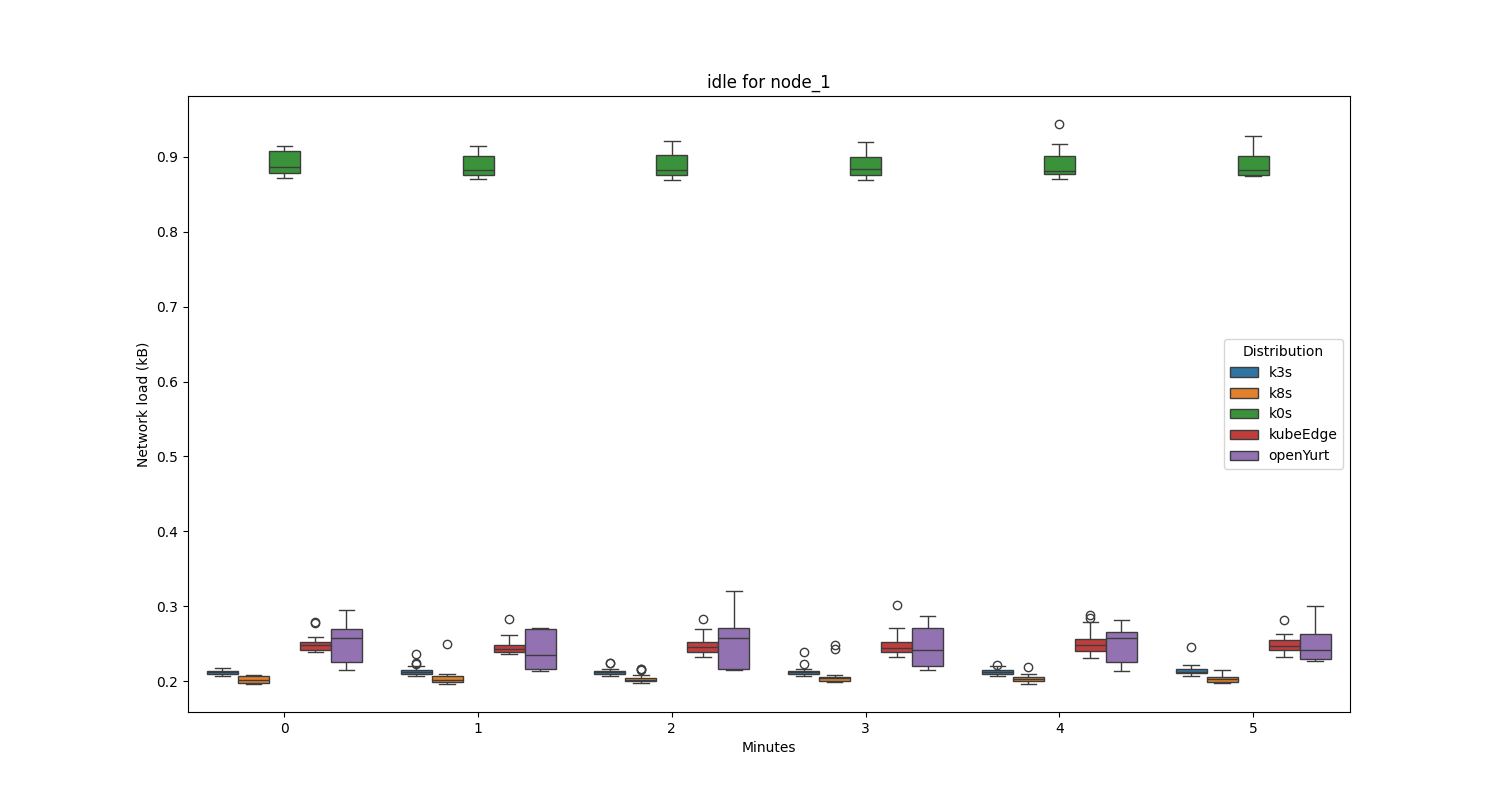 idle for node_1
Network load (kB)
0.9
0.8
0.7
0.6
0.5
0.4
0.3
0.2
Distribution
k3s
k8s
k0s
kubeEdge
openYurt
0 1 2 3 4 5
Minutes